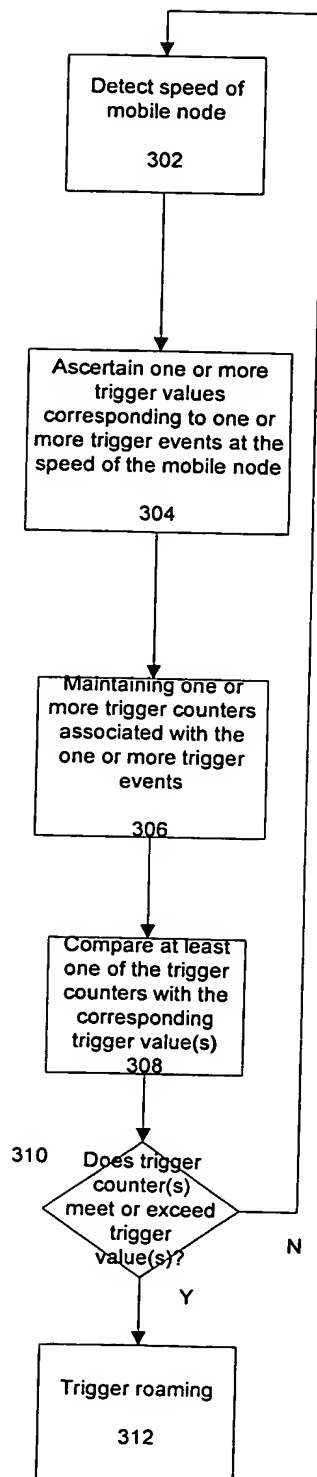 Detect speed of
mobile node
302
Ascertain one or more
trigger values
corresponding to one or
more trigger events at the
speed of the mobile node
304
Maintaining one or
more trigger counters
associated with the
one or more trigger
events
306
Compare at least
one of the trigger
counters with the
corresponding
trigger value(s)
308
310
Does trigger
counter(s)
meet or exceed
trigger
value(s)?
N
Y
Trigger roaming
312